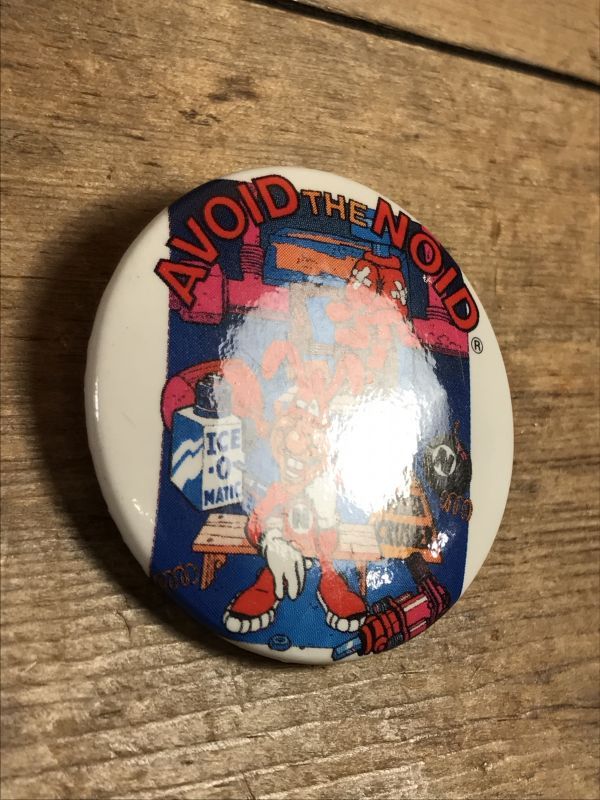 AVOID THE NOID
®
ICE
-O-
MATIC
N
N